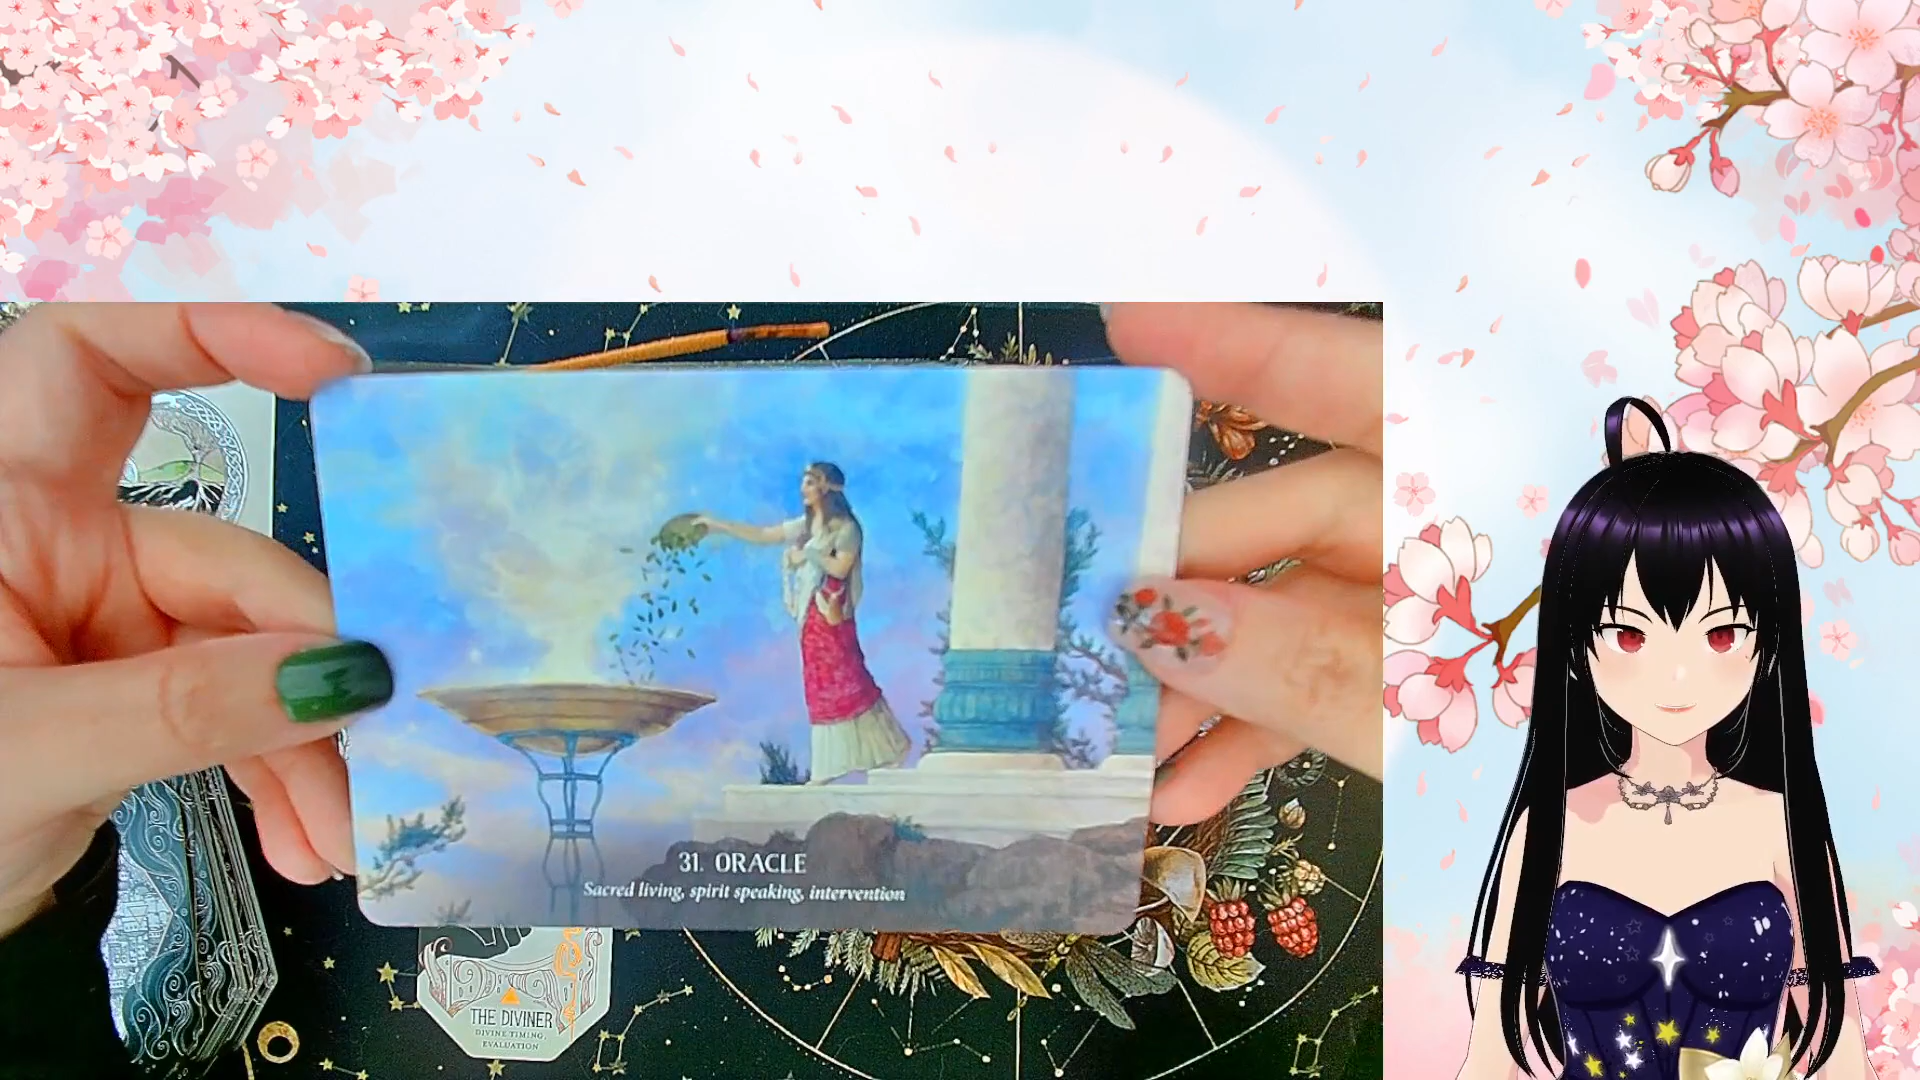 31. ORACLE
Sacred living, spirit speaking, intervention
THE DIVINER
DIVINE TIMING,
EVALUATION